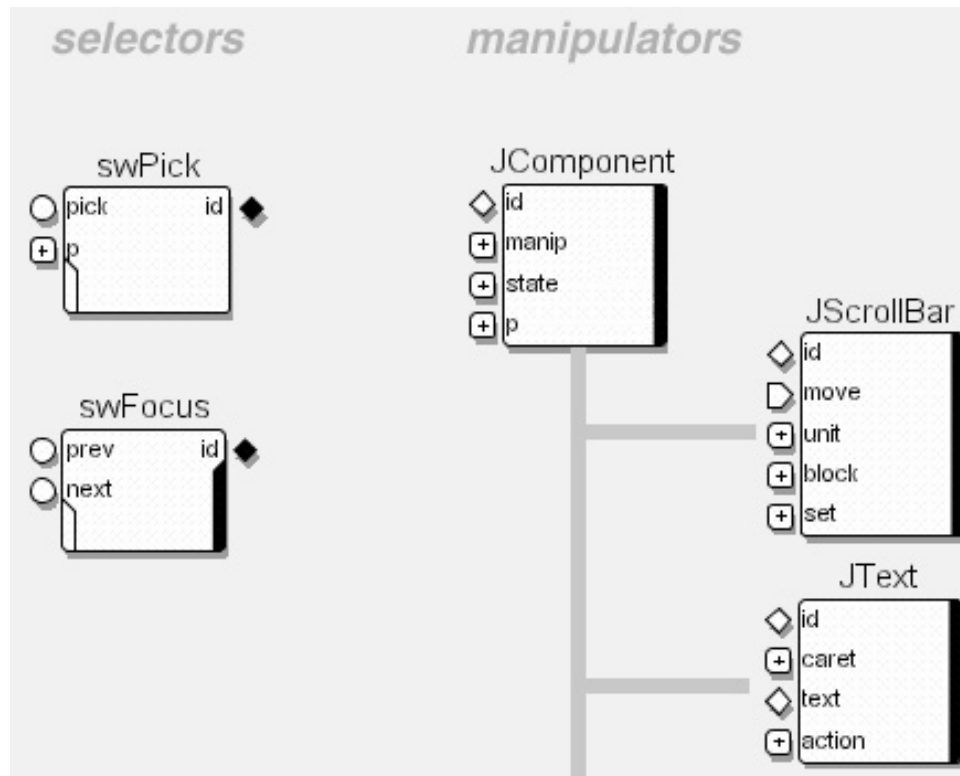 selectors
manipulators
swPick
pick id
p
swFocus
prev id
next
JComponent
id
manip
state
p
JScrollBar
id
move
unit
block
set
JText
id
caret
text
action